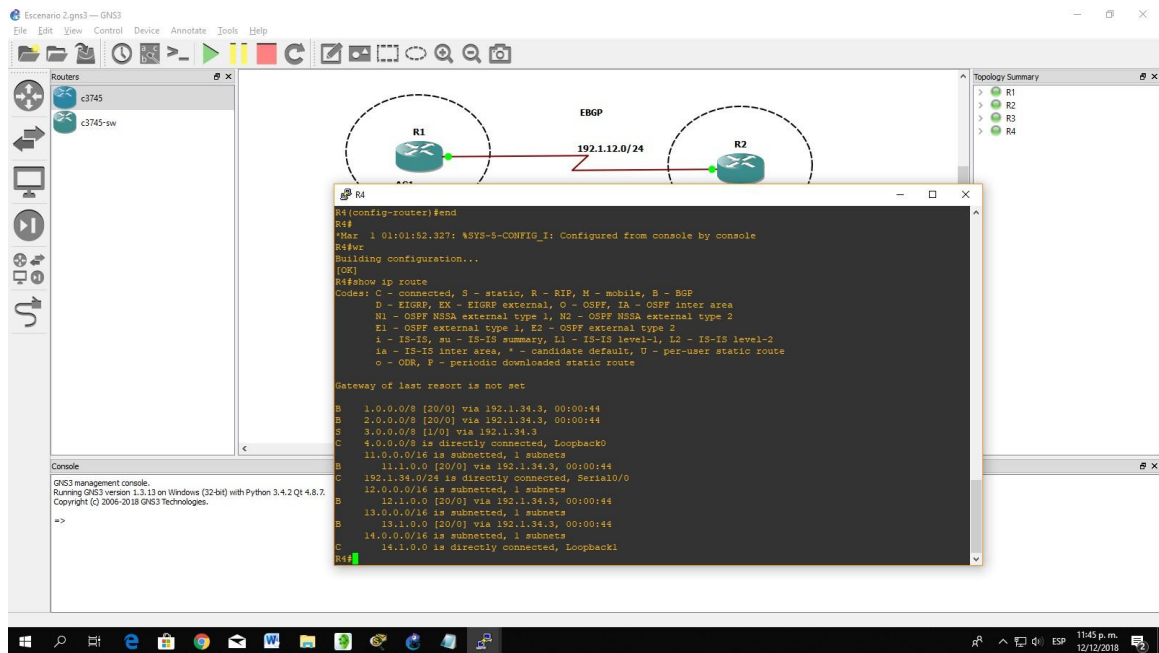 Escenario 2.gns3 — GNS3
File Edit View Control Device Annotate Tools Help
Routers
c3745
c3745-sw
EBGP
R1
192.1.12.0/24
R2
Topology Summary
R1
R2
R3
R4
R4
R4(config-router)#end
R4#
*Mar  1 01:01:52.327: %SYS-5-CONFIG_I: Configured from console by console
R4#wr
Building configuration...
[OK]
R4#show ip route
Codes: C - connected, S - static, R - RIP, M - mobile, B - BGP
       D - EIGRP, EX - EIGRP external, O - OSPF, IA - OSPF inter area
       N1 - OSPF NSSA external type 1, N2 - OSPF NSSA external type 2
       E1 - OSPF external type 1, E2 - OSPF external type 2
       i - IS-IS, su - IS-IS summary, L1 - IS-IS level-1, L2 - IS-IS level-2
       ia - IS-IS inter area, * - candidate default, U - per-user static route
       o - ODR, P - periodic downloaded static route
Gateway of last resort is not set
B    1.0.0.0/8 [20/0] via 192.1.34.3, 00:00:44
B    2.0.0.0/8 [20/0] via 192.1.34.3, 00:00:44
S    3.0.0.0/8 [1/0] via 192.1.34.3
C    4.0.0.0/8 is directly connected, Loopback0
     11.0.0.0/16 is subnetted, 1 subnets
B       11.1.0.0 [20/0] via 192.1.34.3, 00:00:44
C    192.1.34.0/24 is directly connected, Serial0/0
     12.0.0.0/16 is subnetted, 1 subnets
B       12.1.0.0 [20/0] via 192.1.34.3, 00:00:44
     13.0.0.0/16 is subnetted, 1 subnets
B       13.1.0.0 [20/0] via 192.1.34.3, 00:00:44
     14.0.0.0/16 is subnetted, 1 subnets
C       14.1.0.0 is directly connected, Loopback1
R4#
Console
GNS3 management console.
Running GNS3 version 1.3.13 on Windows (32-bit) with Python 3.4.2 Qt 4.8.7.
Copyright (c) 2006-2018 GNS3 Technologies.
=>
ESP
11:45 p. m.
12/12/2018